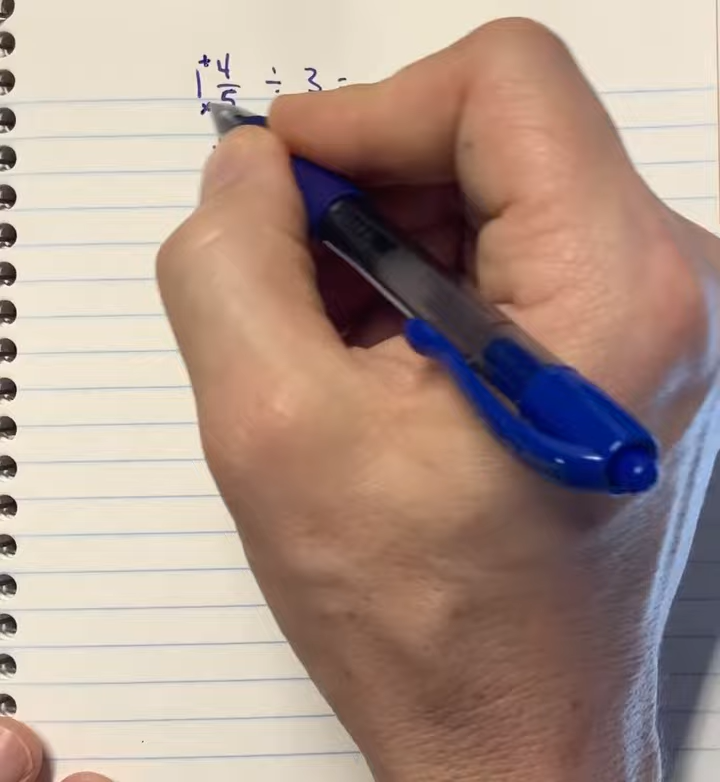 1 4/5 ÷ 3 =
+
×